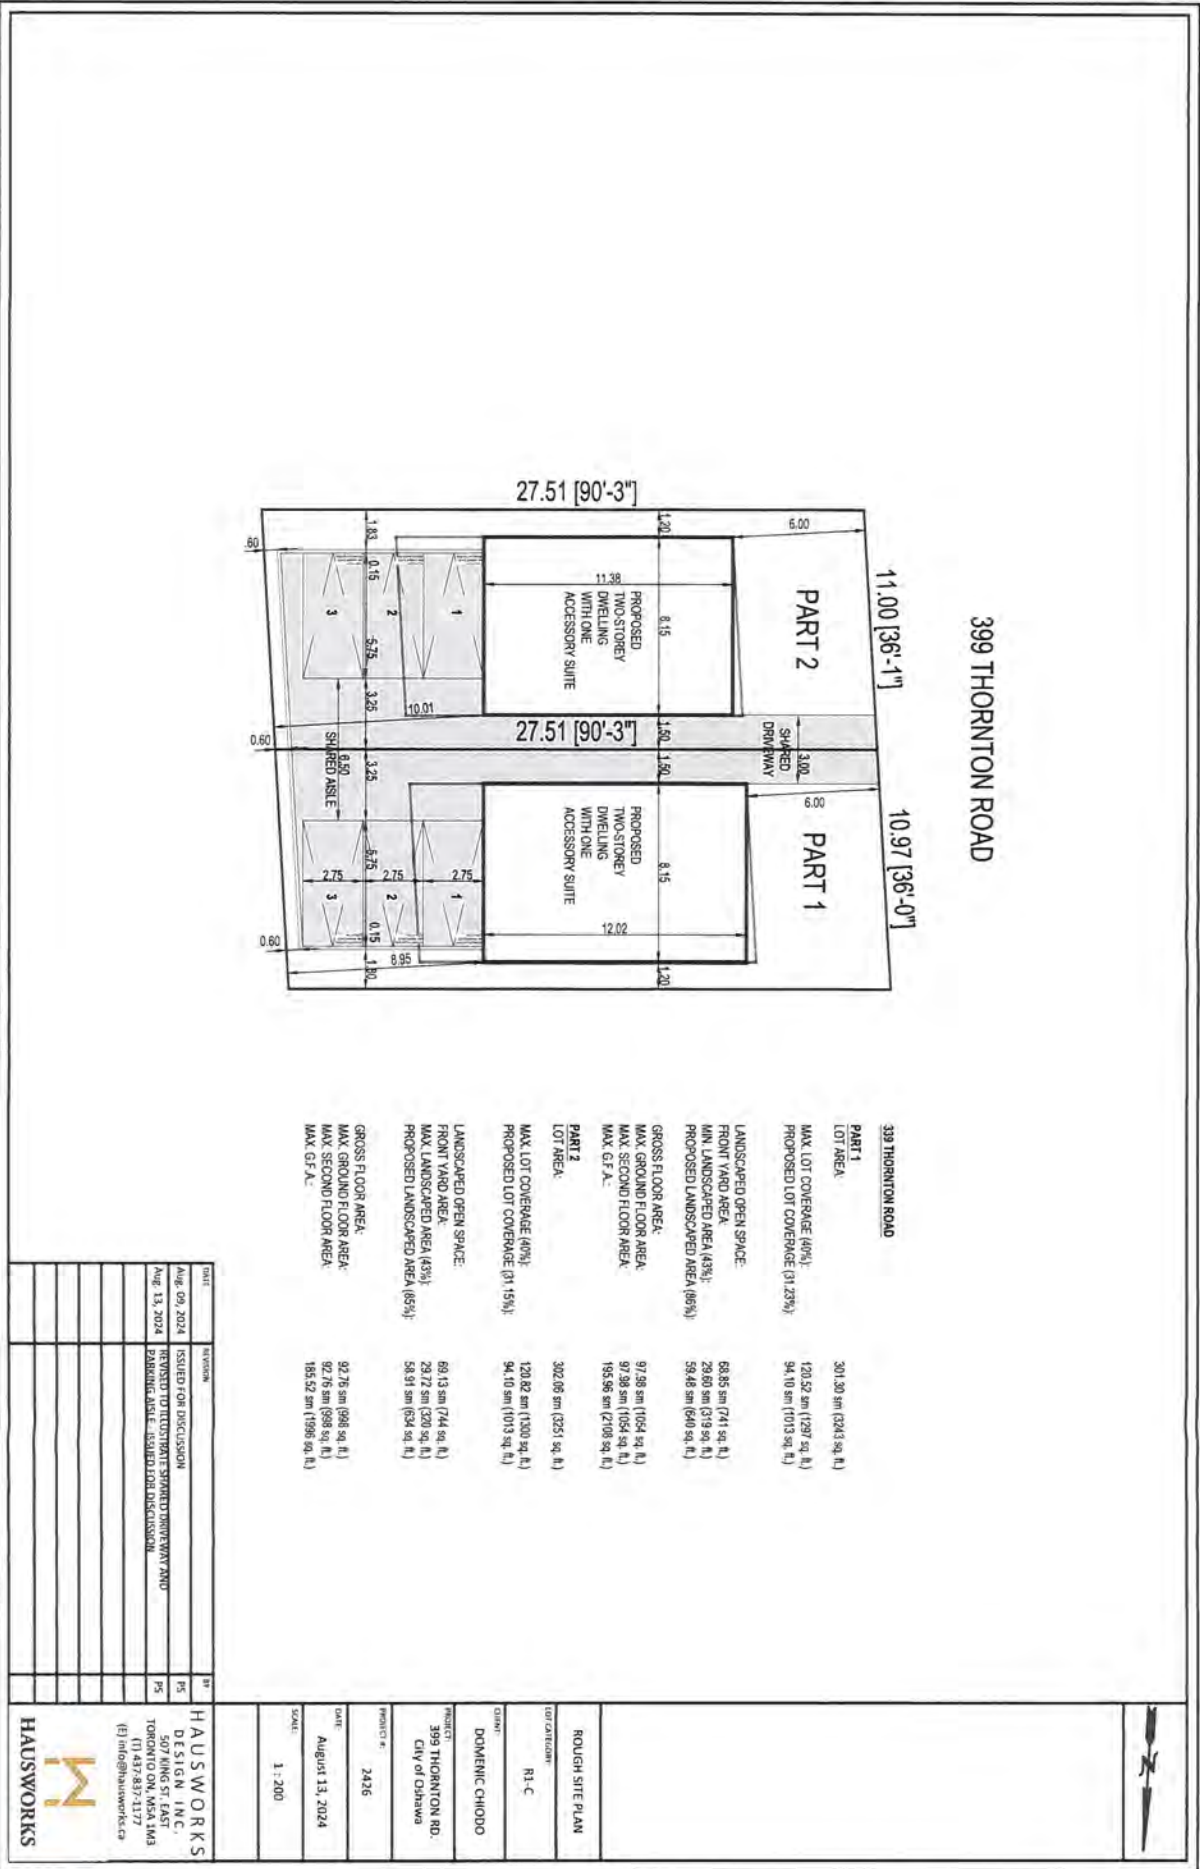 399 THORNTON ROAD
11.00 [36'-1"]
10.97 [36'-0"]
PART 2
PART 1
6.00
6.00
SHARED
DRIVEWAY
3.00
27.51 [90'-3"]
27.51 [90'-3"]
1.20
8.15
1.50
1.50
8.15
1.20
11.38
12.02
PROPOSED
TWO-STOREY
DWELLING
WITH ONE
ACCESSORY SUITE
PROPOSED
TWO-STOREY
DWELLING
WITH ONE
ACCESSORY SUITE
10.01
8.95
1
2
3
1
2
3
2.75
2.75
2.75
1.83
0.15
5.75
3.25
3.25
5.75
0.15
1.80
6.50
SHARED AISLE
.60
0.60
0.60
339 THORNTON ROAD
PART 1
LOT AREA: 301.30 sm (3243 sq. ft.)
MAX. LOT COVERAGE (40%): 120.52 sm (1297 sq. ft.)
PROPOSED LOT COVERAGE (31.23%): 94.10 sm (1013 sq. ft.)
LANDSCAPED OPEN SPACE:
FRONT YARD AREA: 68.85 sm (741 sq. ft.)
MIN. LANDSCAPED AREA (43%): 29.60 sm (319 sq. ft.)
PROPOSED LANDSCAPED AREA (86%): 59.48 sm (640 sq. ft.)
GROSS FLOOR AREA:
MAX. GROUND FLOOR AREA: 97.98 sm (1054 sq. ft.)
MAX. SECOND FLOOR AREA: 97.98 sm (1054 sq. ft.)
MAX. G.F.A.: 195.96 sm (2108 sq. ft.)
PART 2
LOT AREA: 302.06 sm (3251 sq. ft.)
MAX. LOT COVERAGE (40%): 120.82 sm (1300 sq. ft.)
PROPOSED LOT COVERAGE (31.15%): 94.10 sm (1013 sq. ft.)
LANDSCAPED OPEN SPACE:
FRONT YARD AREA: 69.13 sm (744 sq. ft.)
MAX. LANDSCAPED AREA (43%): 29.72 sm (320 sq. ft.)
PROPOSED LANDSCAPED AREA (85%): 58.91 sm (634 sq. ft.)
GROSS FLOOR AREA:
MAX. GROUND FLOOR AREA: 92.76 sm (998 sq. ft.)
MAX. SECOND FLOOR AREA: 92.76 sm (998 sq. ft.)
MAX. G.F.A.: 185.52 sm (1996 sq. ft.)
DATE REVISION BY
Aug. 09, 2024 ISSUED FOR DISCUSSION PS
Aug. 13, 2024 REVISED TO ILLUSTRATE SHARED DRIVEWAY AND
PARKING AISLE - ISSUED FOR DISCUSSION PS
N
ROUGH SITE PLAN
LOT CATEGORY:
R1-C
CLIENT:
DOMENIC CHIODO
PROJECT:
399 THORNTON RD.
City of Oshawa
PROJECT #:
2426
DATE:
August 13, 2024
SCALE:
1 : 200
HAUSWORKS
DESIGN INC.
507 KING ST. EAST
TORONTO ON, M5A 1M3
(T) 437-837-1177
(E) info@hausworks.ca
HAUSWORKS